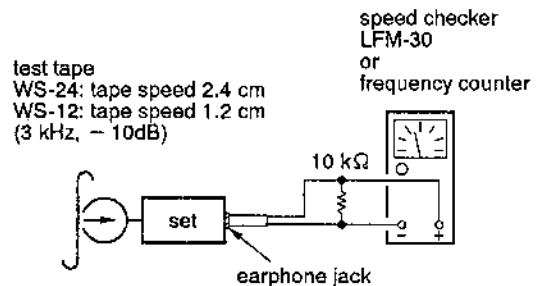 speed checker
LFM-30
or
frequency counter
test tape
WS-24: tape speed 2.4 cm
WS-12: tape speed 1.2 cm
(3 kHz, – 10dB)
10 kΩ
set
– +
earphone jack